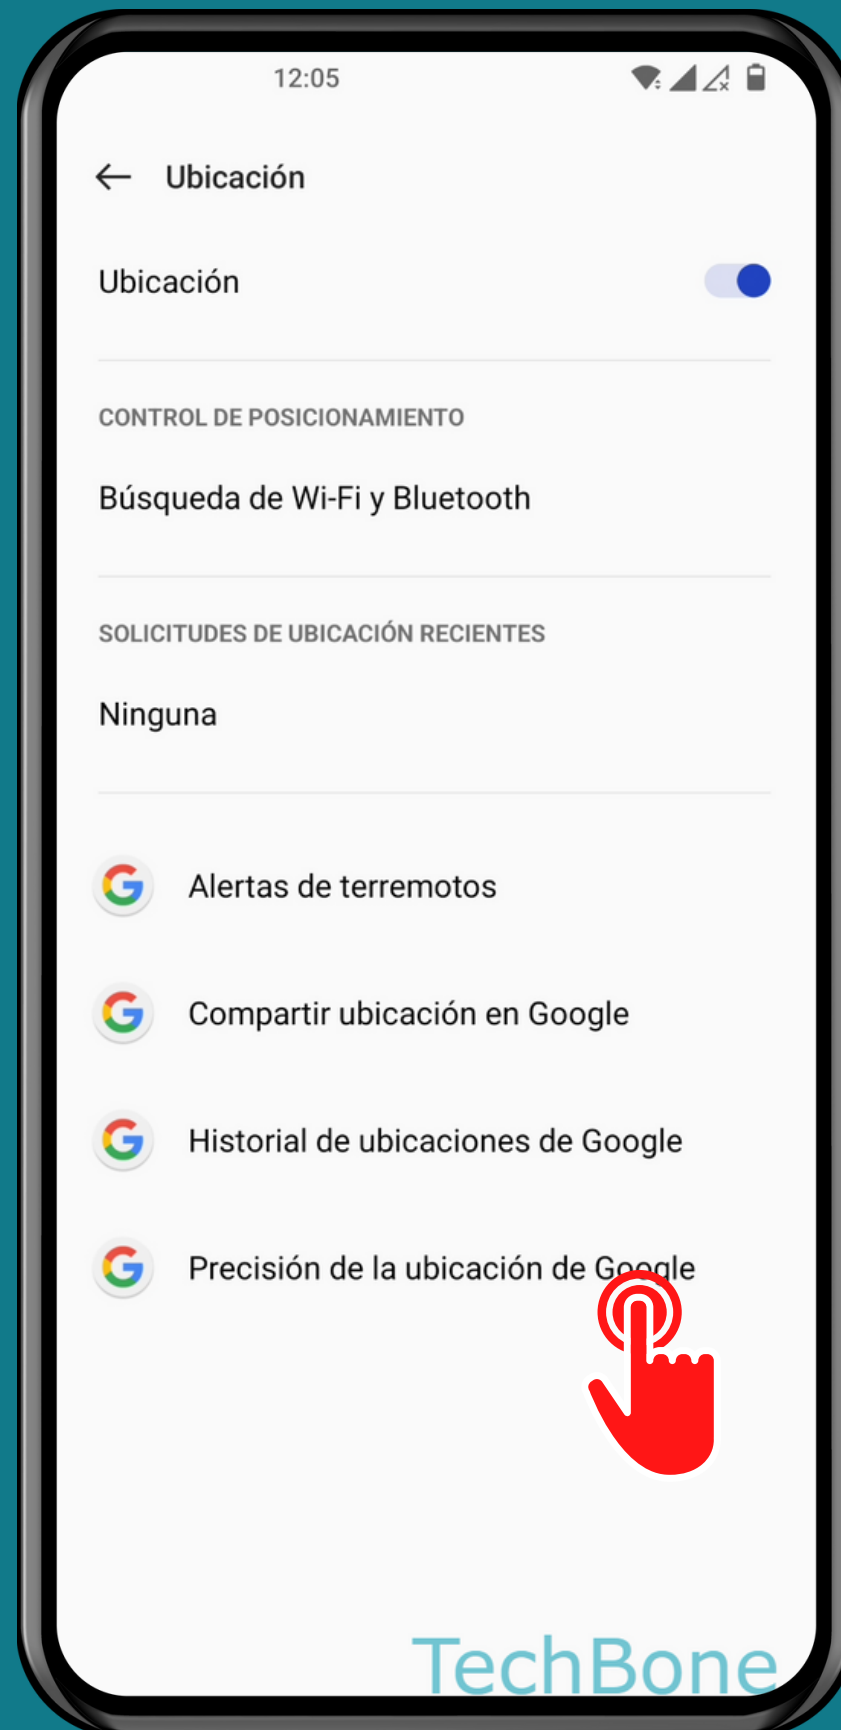 12:05
Ubicación
Ubicación
CONTROL DE POSICIONAMIENTO
Búsqueda de Wi-Fi y Bluetooth
SOLICITUDES DE UBICACIÓN RECIENTES
Ninguna
Alertas de terremotos
Compartir ubicación en Google
Historial de ubicaciones de Google
Precisión de la ubicación de Google
TechBone